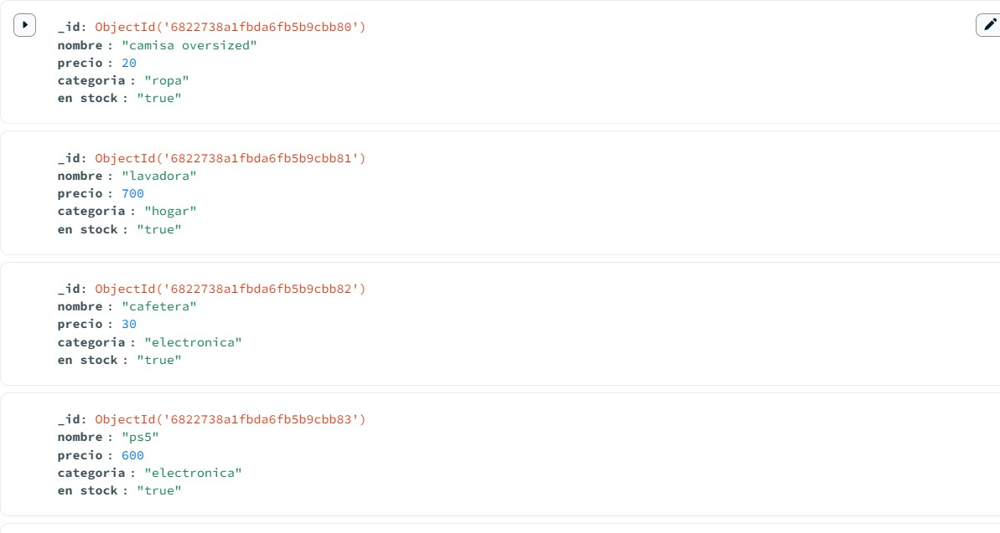 _id: ObjectId('6822738a1fbda6fb5b9cbb80')
nombre : "camisa oversized"
precio : 20
categoria : "ropa"
en stock : "true"
_id: ObjectId('6822738a1fbda6fb5b9cbb81')
nombre : "lavadora"
precio : 700
categoria : "hogar"
en stock : "true"
_id: ObjectId('6822738a1fbda6fb5b9cbb82')
nombre : "cafetera"
precio : 30
categoria : "electronica"
en stock : "true"
_id: ObjectId('6822738a1fbda6fb5b9cbb83')
nombre : "ps5"
precio : 600
categoria : "electronica"
en stock : "true"